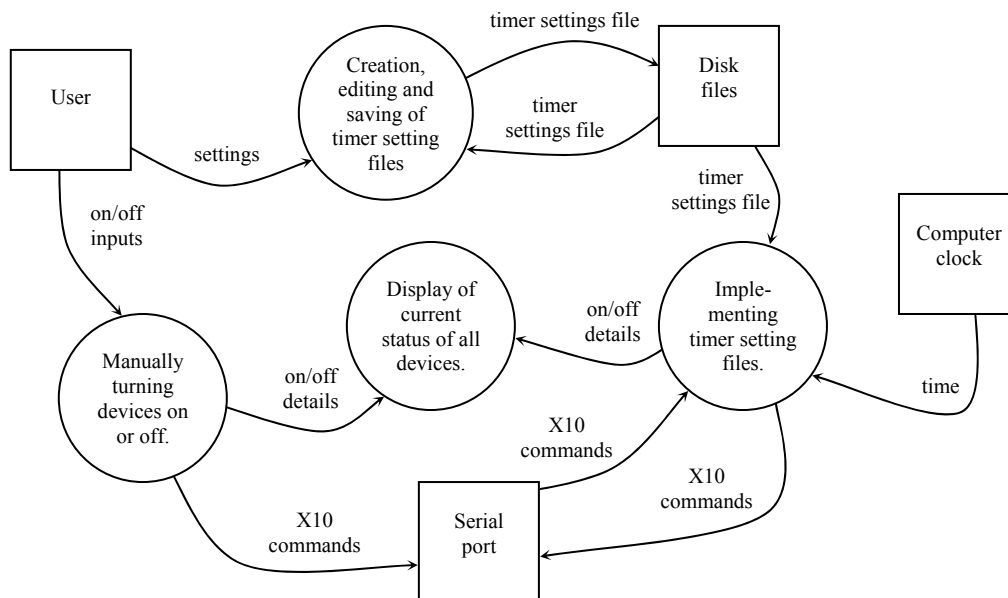 timer settings file
User
Creation,
editing and
saving of
timer setting
files
Disk
files
timer
settings file
settings
timer
settings file
on/off
inputs
Computer
clock
Display of
current
status of all
devices.
on/off
details
Imple-
menting
timer setting
files.
Manually
turning
devices on
or off.
on/off
details
time
X10
commands
X10
commands
X10
commands
Serial
port